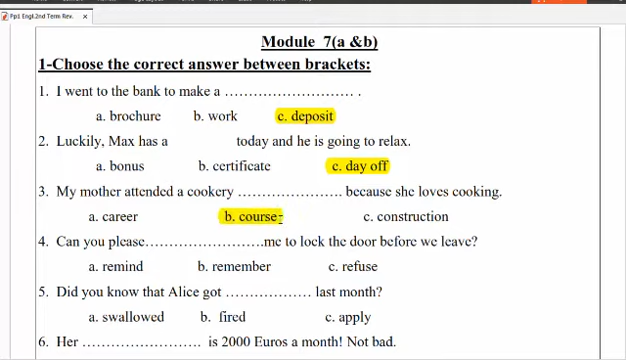 Pp1 Engl.2nd Term Rev.
Module 7(a &b)
1-Choose the correct answer between brackets:
1. I went to the bank to make a ............................ .
a. brochure b. work c. deposit
2. Luckily, Max has a today and he is going to relax.
a. bonus b. certificate c. day off
3. My mother attended a cookery ...................... because she loves cooking.
a. career b. course c. construction
4. Can you please..........................me to lock the door before we leave?
a. remind b. remember c. refuse
5. Did you know that Alice got .................. last month?
a. swallowed b. fired c. apply
6. Her .......................... is 2000 Euros a month! Not bad.